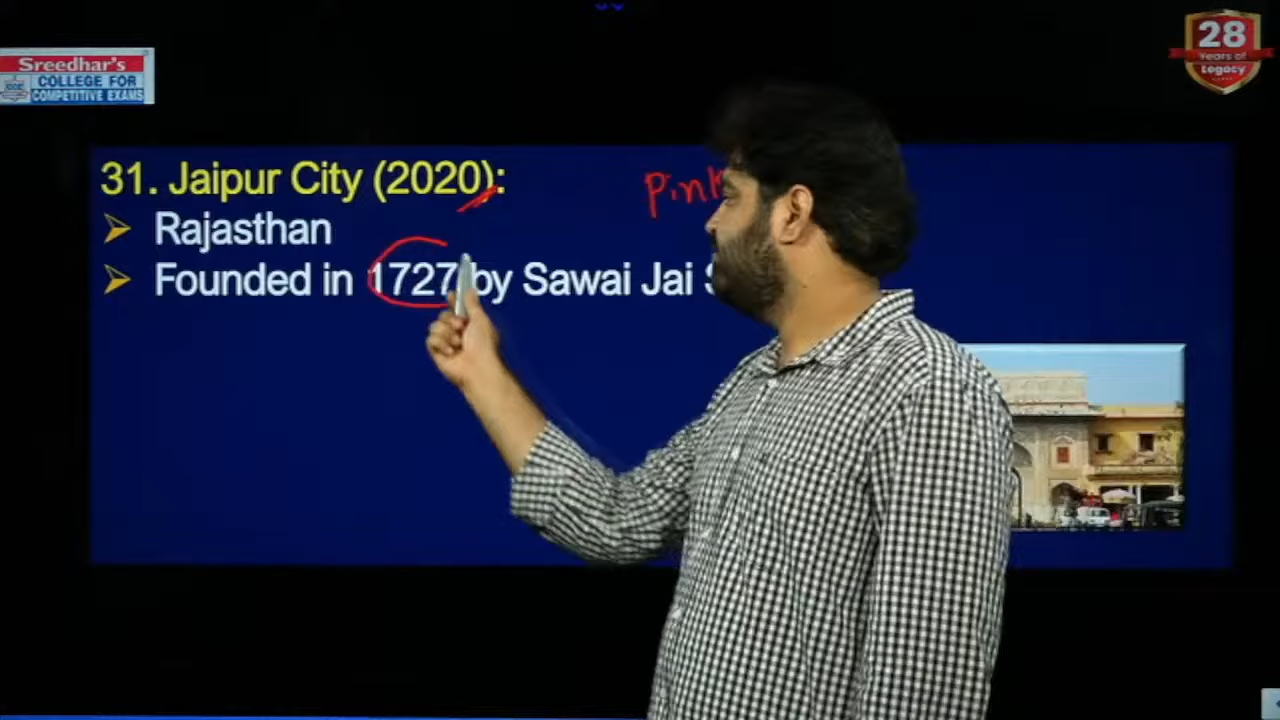 Sreedhar's
COLLEGE FOR
COMPETITIVE EXAMS
28
Years of
Legacy
31. Jaipur City (2020):
Pink
➢ Rajasthan
➢ Founded in 1727 by Sawai Jai S